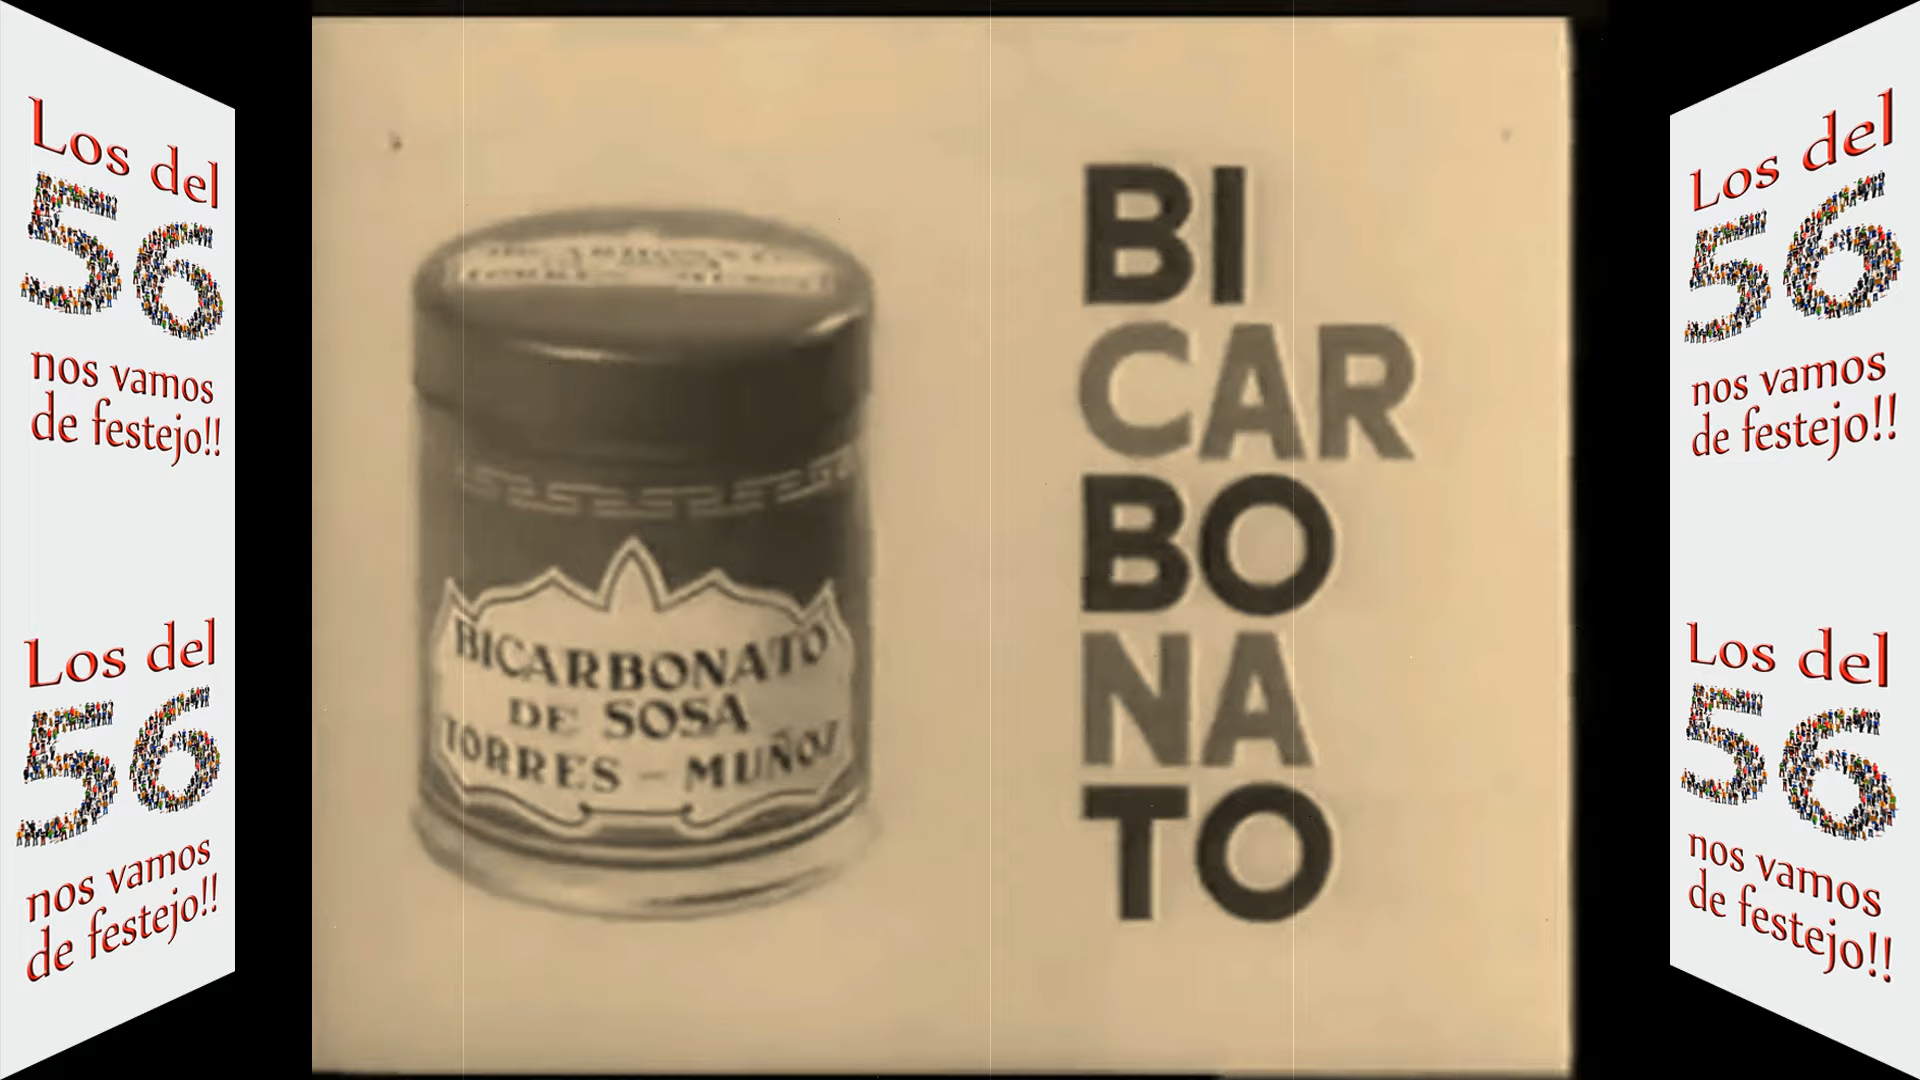 Los del
56
nos vamos
de festejo!!
Los del
56
nos vamos
de festejo!!
BICARBONATO
DE SOSA
TORRES - MUÑOZ
BI
CAR
BO
NA
TO
Los del
56
nos vamos
de festejo!!
Los del
56
nos vamos
de festejo!!